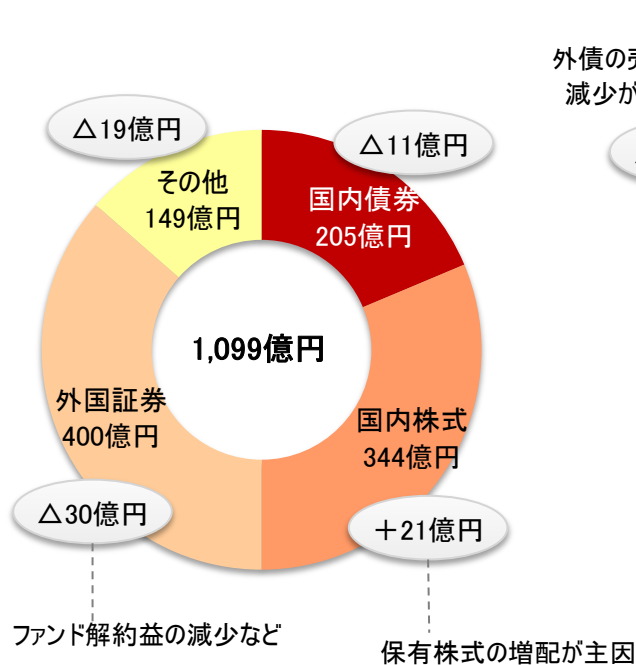 外債の売
減少が
△19億円
△11億円
その他
149億円
国内債券
205億円
1,099億円
外国証券
400億円
国内株式
344億円
△30億円
＋21億円
ファンド解約益の減少など
保有株式の増配が主因